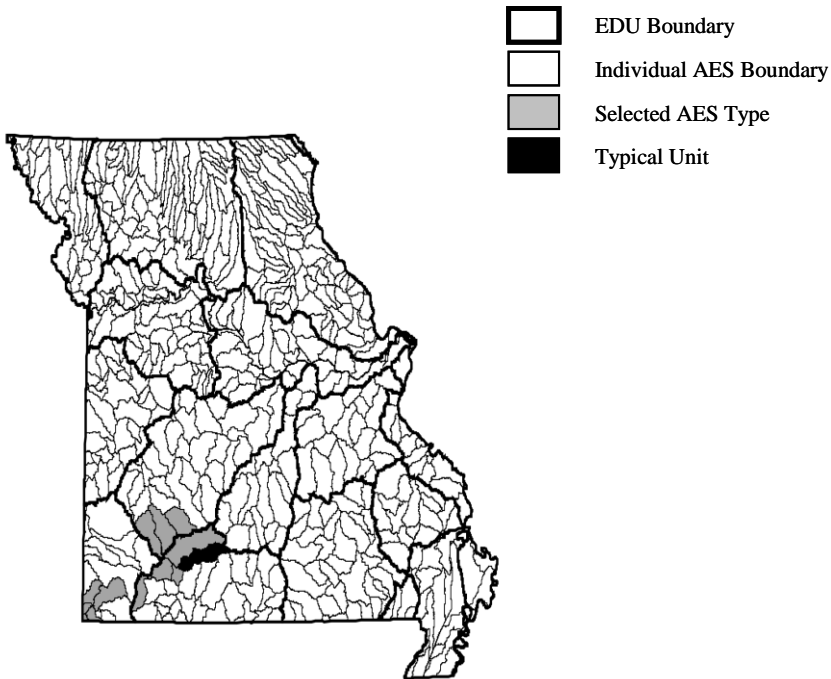 EDU Boundary
Individual AES Boundary
Selected AES Type
Typical Unit